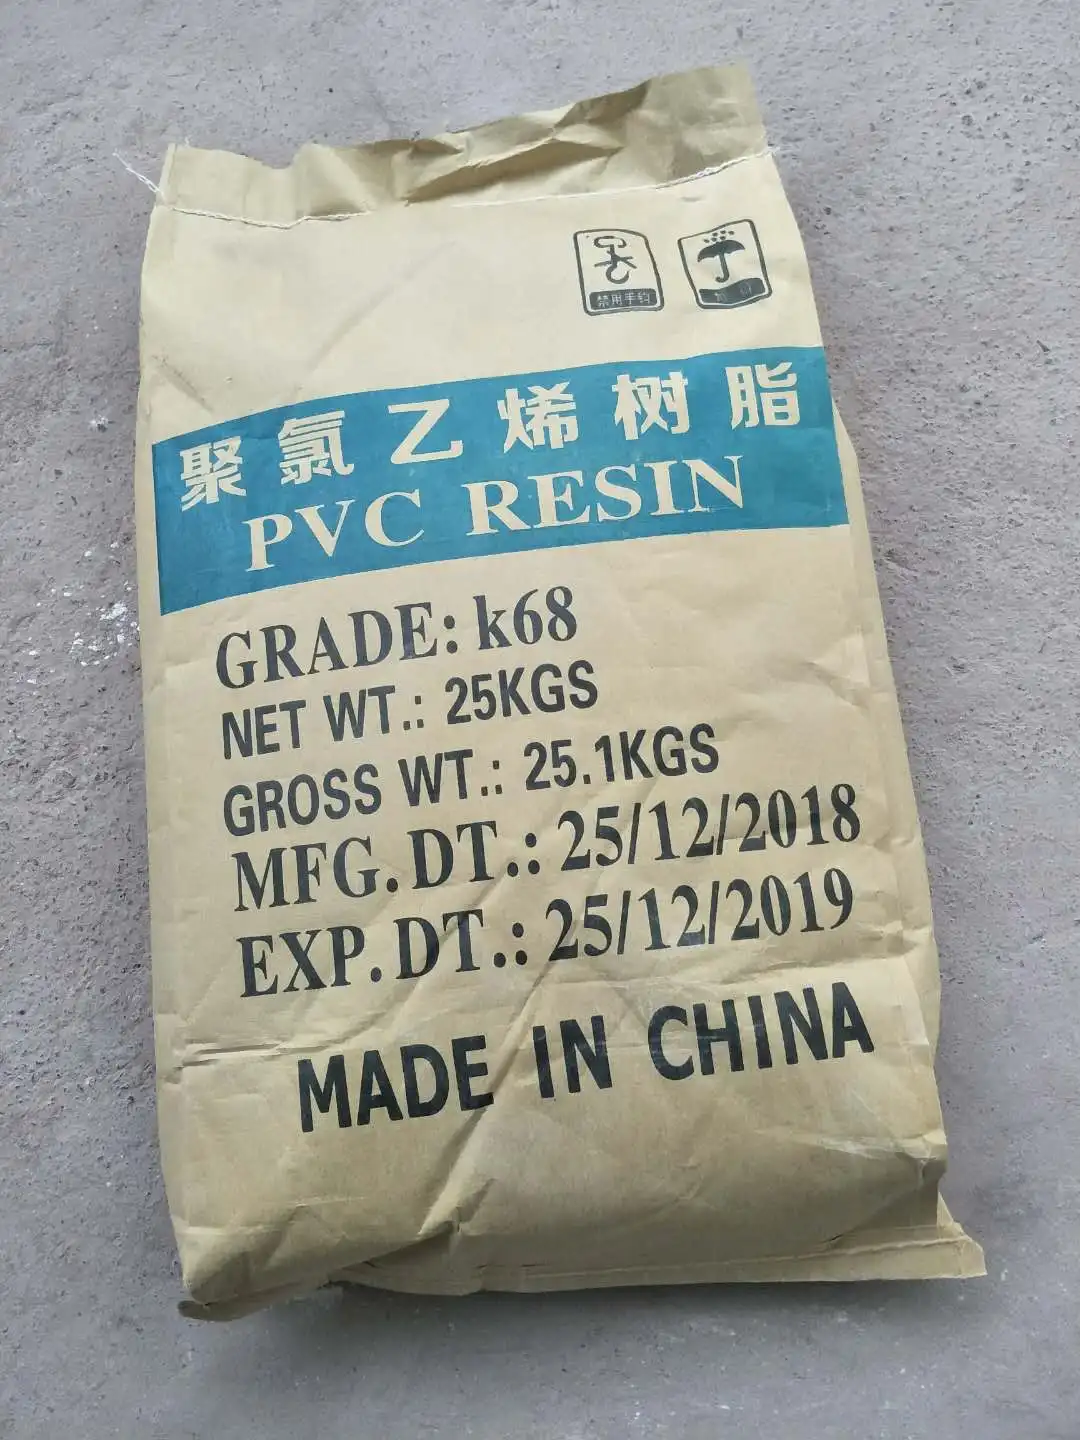 禁用手钩
聚氯乙烯树脂
PVC RESIN
GRADE: k68
NET WT.: 25KGS
GROSS WT.: 25.1KGS
MFG.DT.: 25/12/2018
EXP.DT.: 25/12/2019
MADE IN CHINA